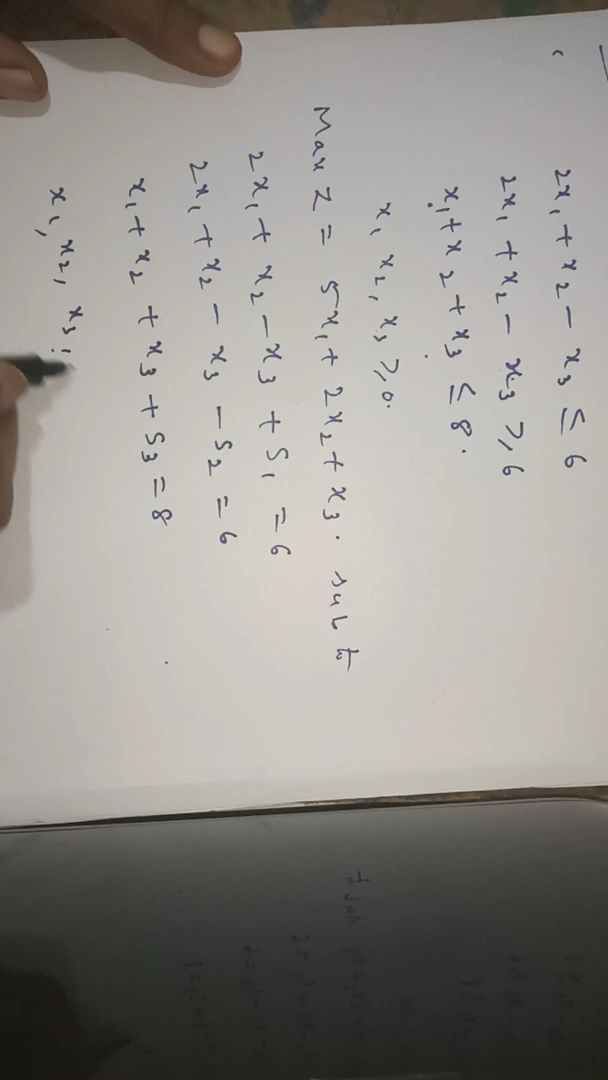 2x₁ + x₂ - x₃ ≤ 6
2x₁ + x₂ - x₃ ⩾ 6
x₁ + x₂ + x₃ ≤ 8.
x₁ x₂, x₃ ⩾ 0.
Max Z = 5x₁ + 2x₂ + x₃. sub to
2x₁ + x₂ - x₃ + S₁ = 6
2x₁ + x₂ - x₃ - S₂ = 6
x₁ + x₂ + x₃ + S₃ = 8
x₁, x₂, x₃